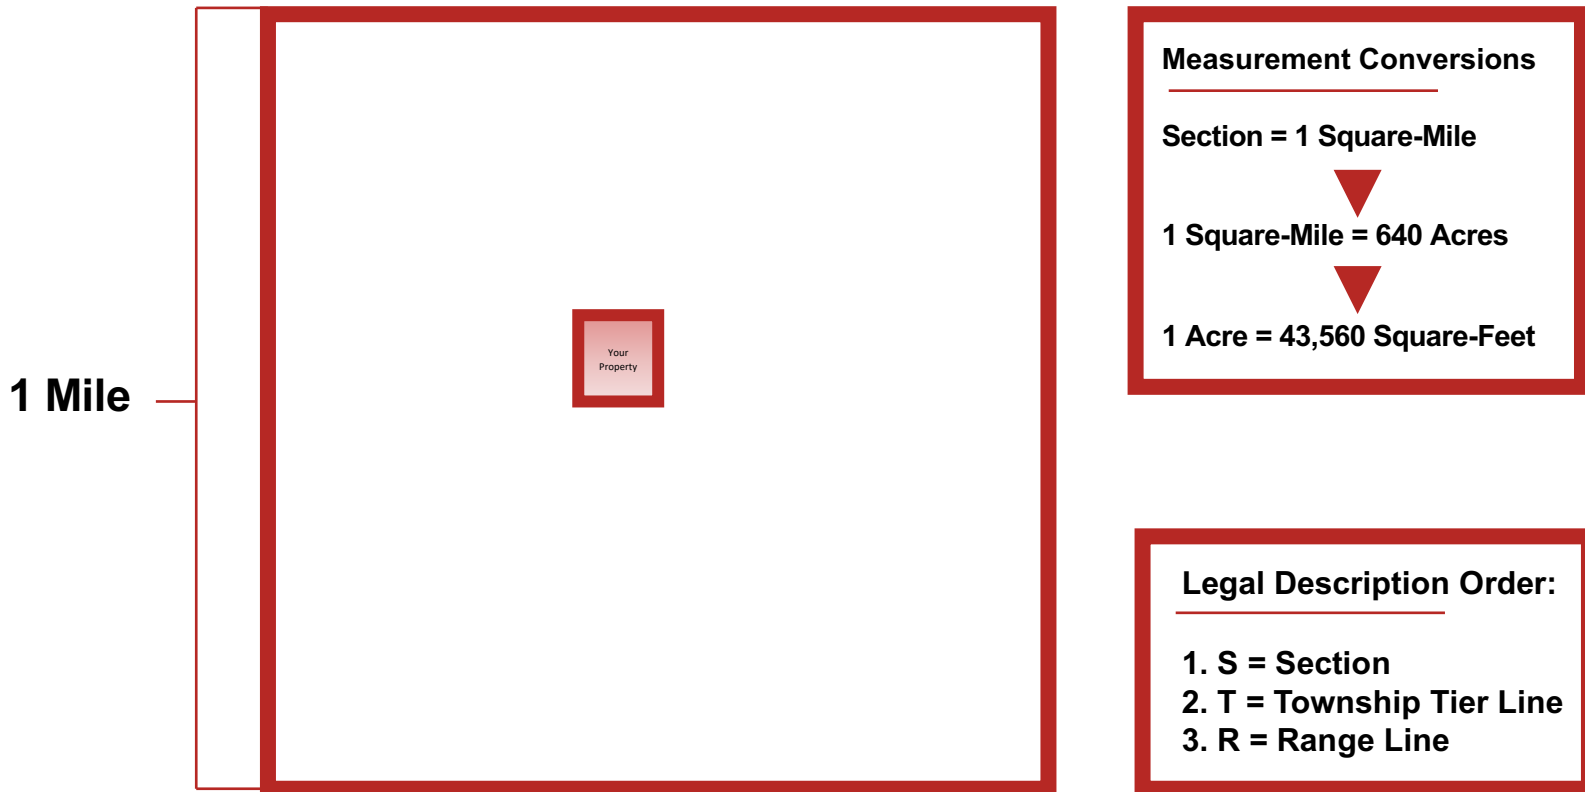 1 Mile
Your
Property
Measurement Conversions
Section = 1 Square-Mile
1 Square-Mile = 640 Acres
1 Acre = 43,560 Square-Feet
Legal Description Order:
1. S = Section
2. T = Township Tier Line
3. R = Range Line